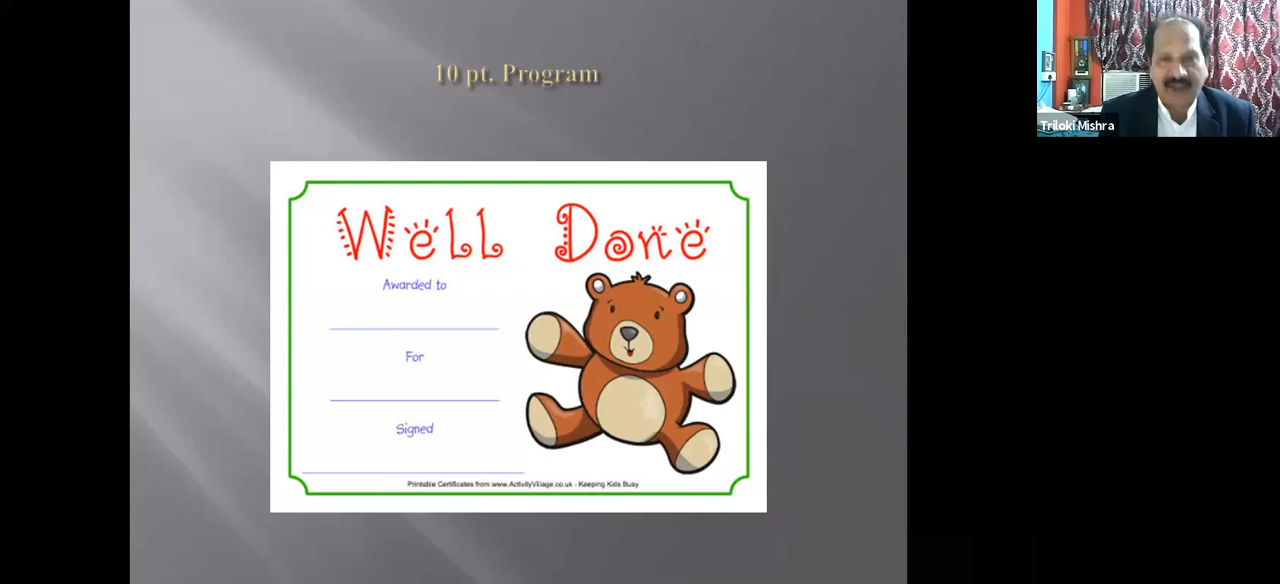 10 pt. Program
Well Done
Awarded to
For
Signed
Printable Certificates from www.ActivityVillage.co.uk - Keeping Kids Busy
Triloki Mishra